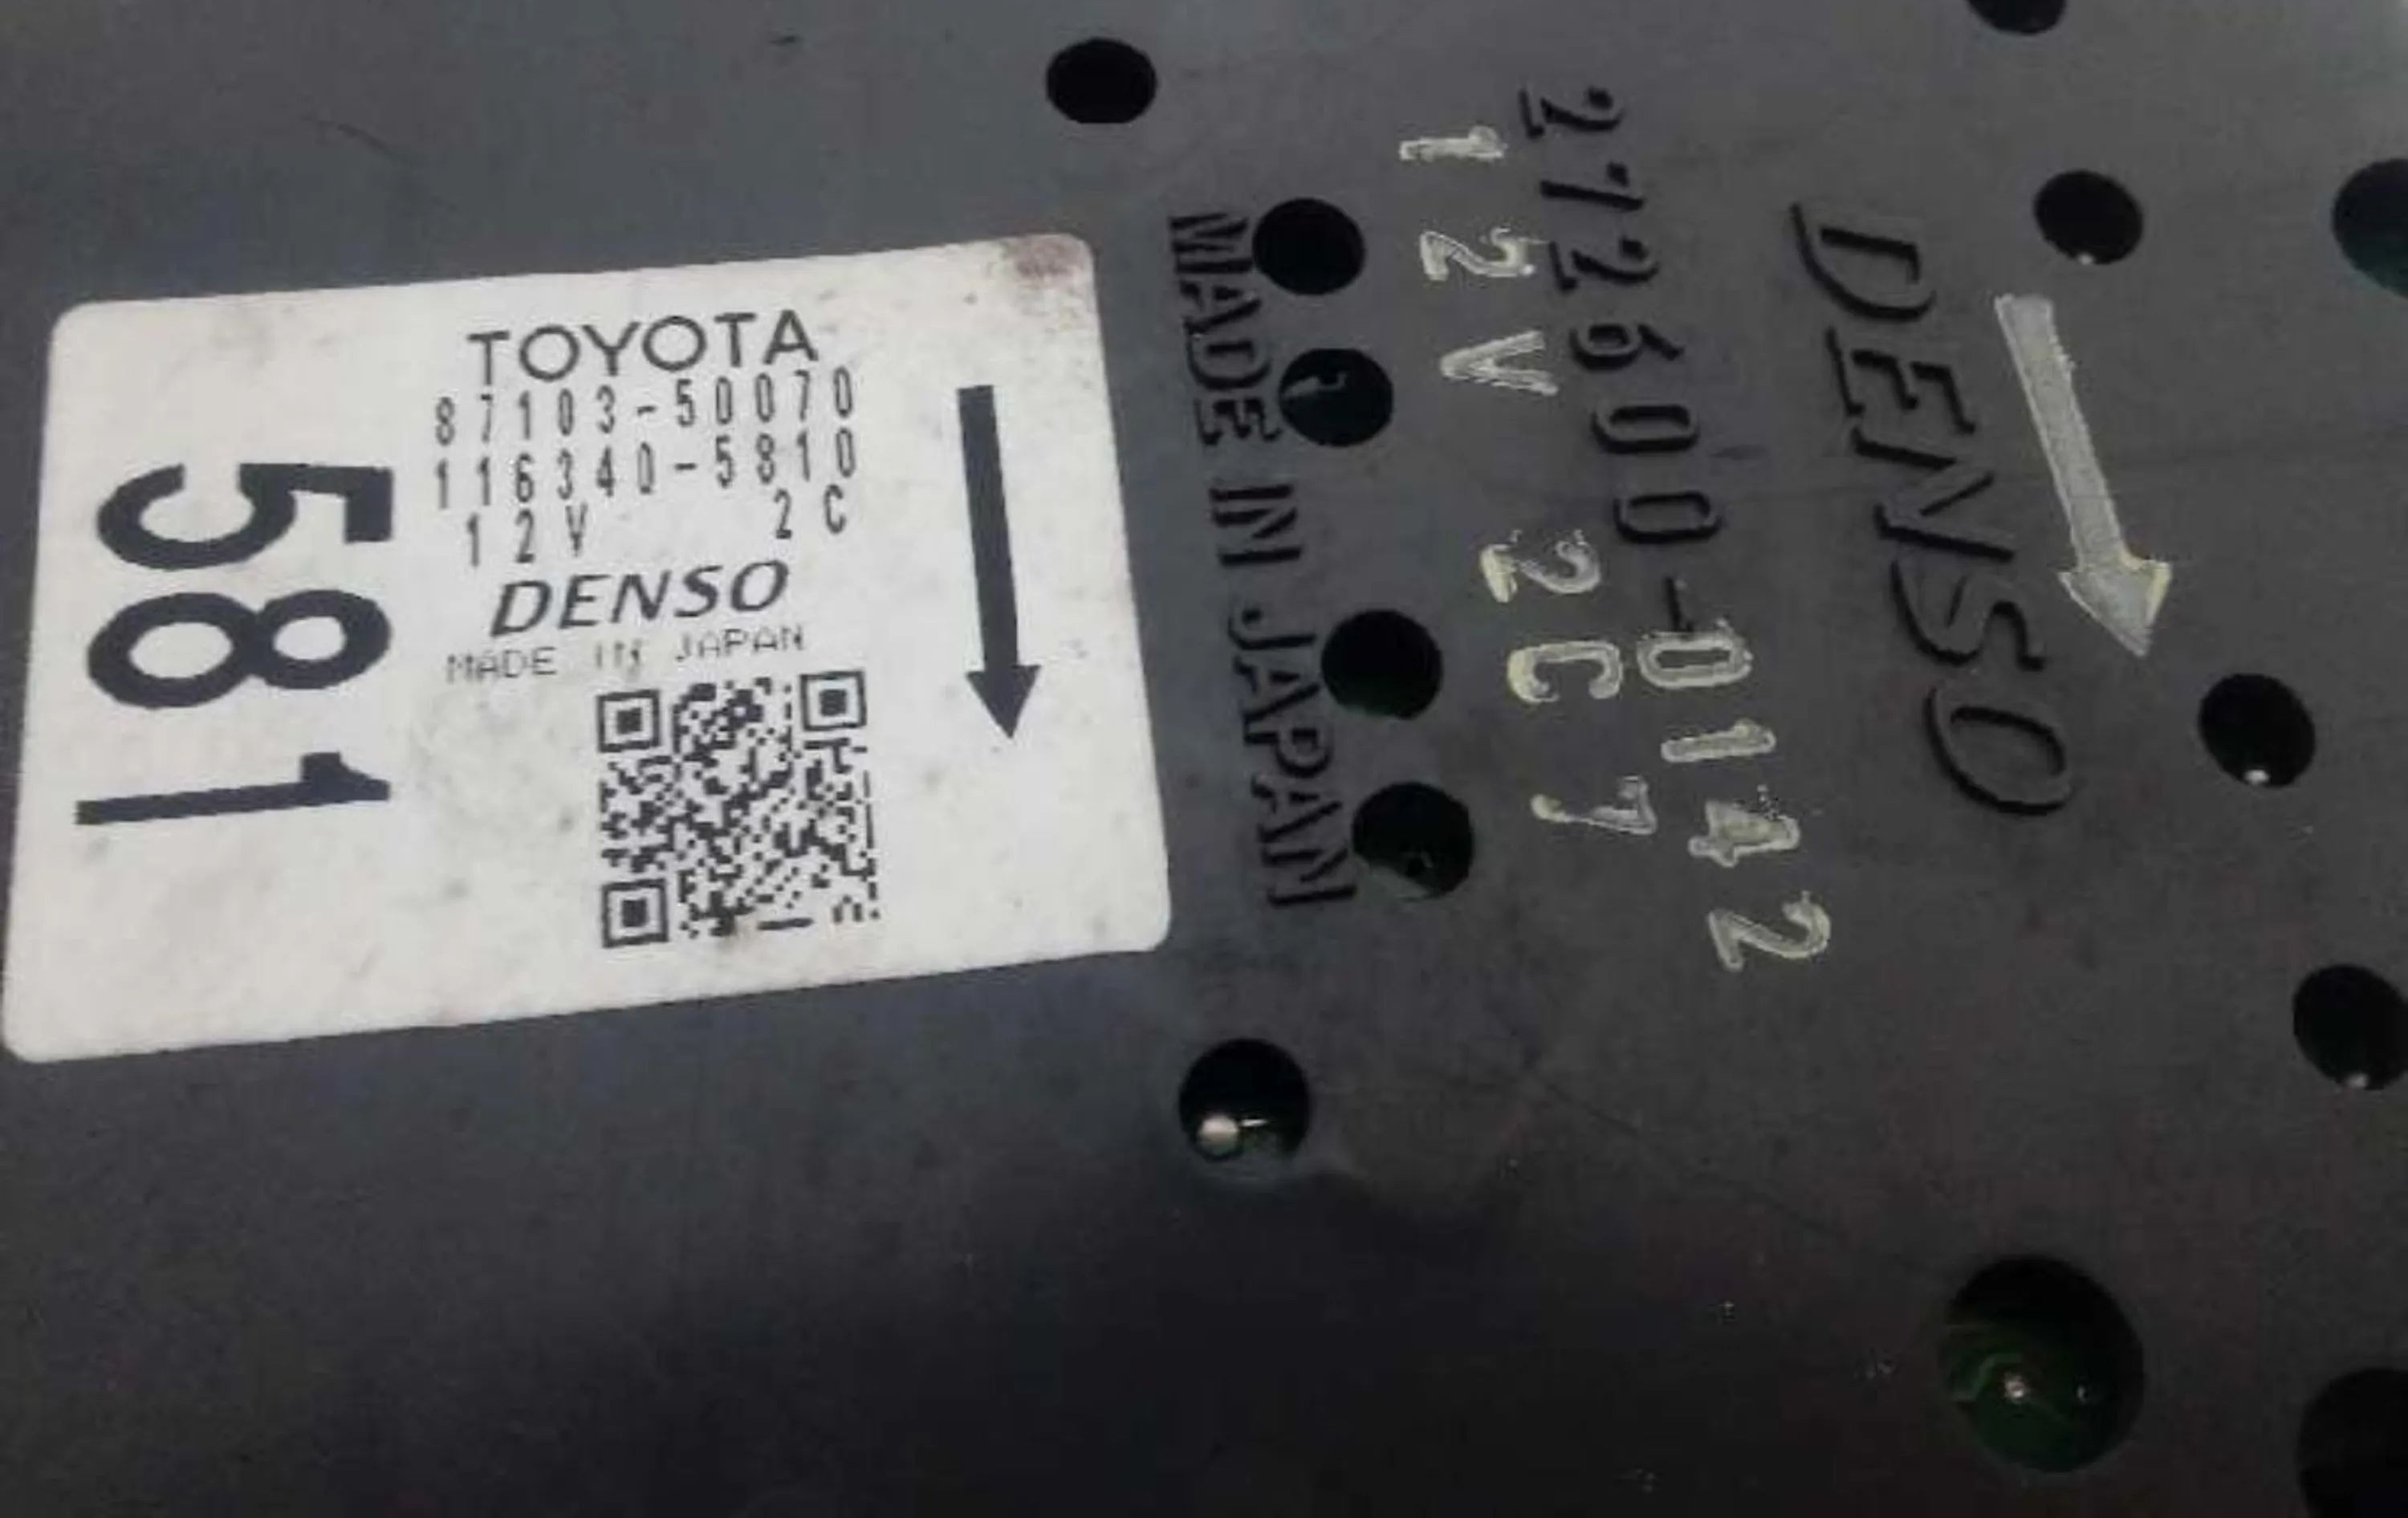 TOYOTA
87103-50070
116340-5810
12V 2C
DENSO
MADE IN JAPAN
581
DENSO
272600-0142
12V 2C7
MADE IN JAPAN